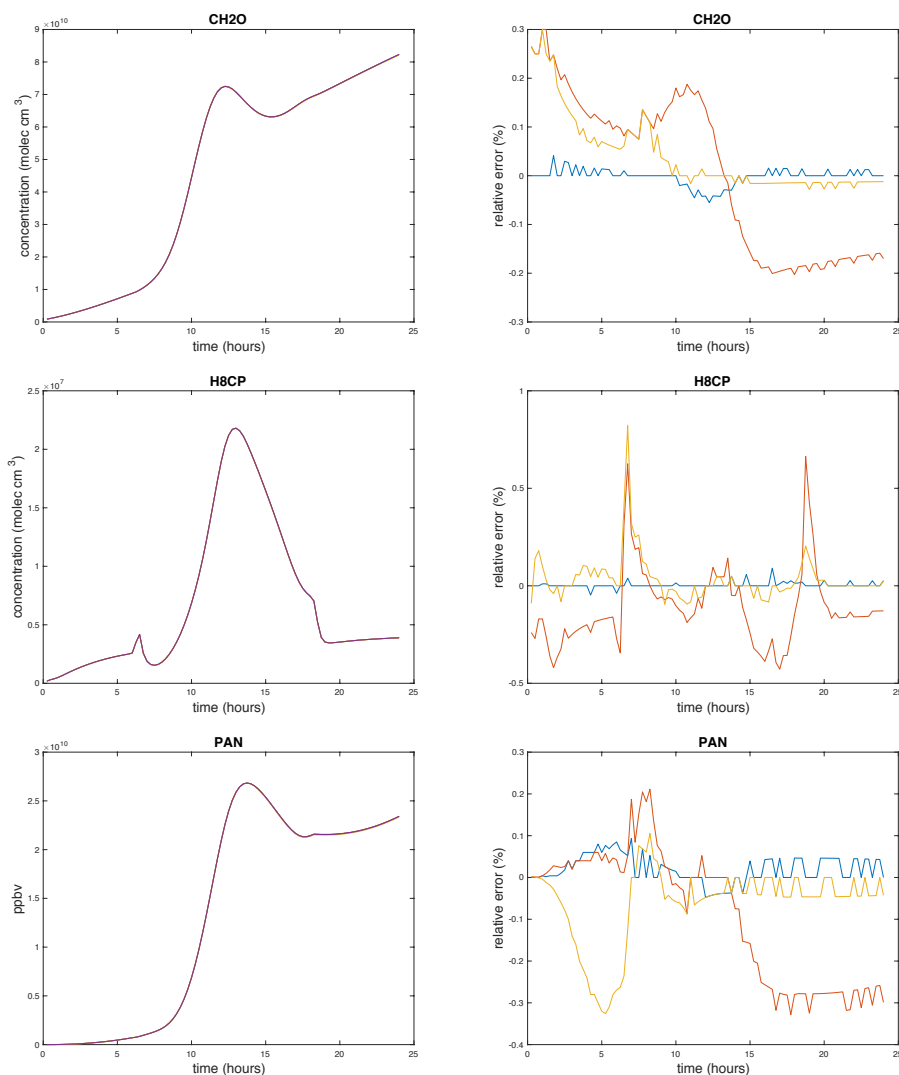 CH2O
×10^10
9
8
7
6
5
4
3
2
1
0
concentration (molec cm^3)
0 5 10 15 20 25
time (hours)
CH2O
0.3
0.2
0.1
0
-0.1
-0.2
-0.3
relative error (%)
0 5 10 15 20 25
time (hours)
H8CP
×10^7
2.5
2
1.5
1
0.5
0
concentration (molec cm^3)
0 5 10 15 20 25
time (hours)
H8CP
1
0.5
0
-0.5
relative error (%)
0 5 10 15 20 25
time (hours)
PAN
×10^10
3
2.5
2
1.5
1
0.5
0
ppbv
0 5 10 15 20 25
time (hours)
PAN
0.3
0.2
0.1
0
-0.1
-0.2
-0.3
-0.4
relative error (%)
0 5 10 15 20 25
time (hours)